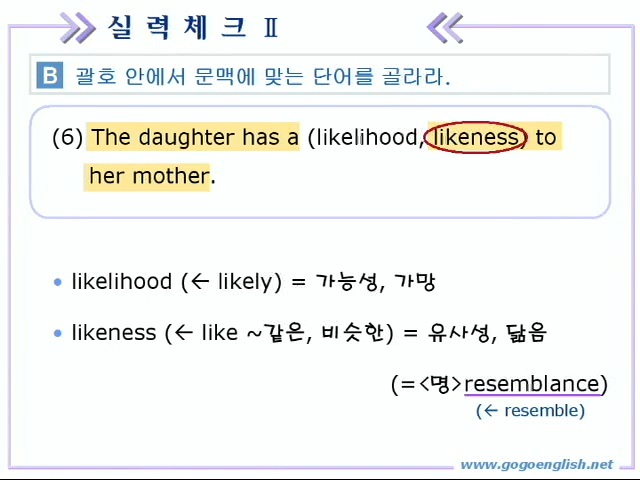 실 력 체 크 Ⅱ
B 괄호 안에서 문맥에 맞는 단어를 골라라.
(6) The daughter has a (likelihood, likeness) to
her mother.
• likelihood (← likely) = 가능성, 가망
• likeness (← like ~같은, 비슷한) = 유사성, 닮음
(=<명>resemblance)
(← resemble)
www.gogoenglish.net